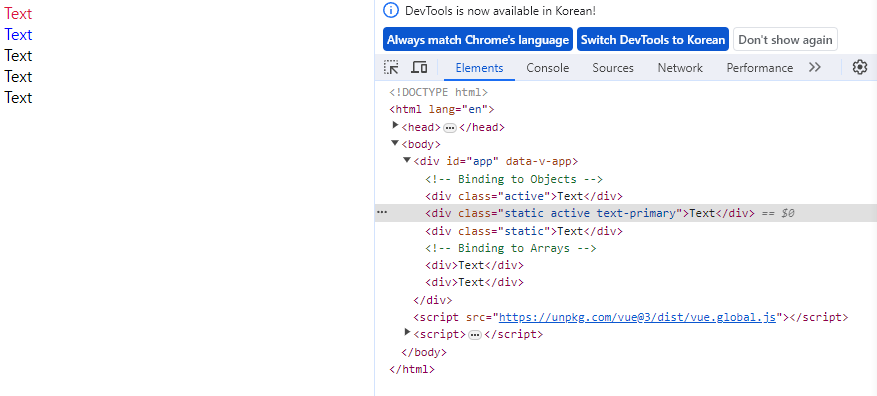 Text
Text
Text
Text
Text
DevTools is now available in Korean!
Always match Chrome's language Switch DevTools to Korean Don't show again
Elements Console Sources Network Performance
<!DOCTYPE html>
<html lang="en">
<head> ••• </head>
<body>
<div id="app" data-v-app>
<!-- Binding to Objects -->
<div class="active">Text</div>
••• <div class="static active text-primary">Text</div> == $0
<div class="static">Text</div>
<!-- Binding to Arrays -->
<div>Text</div>
<div>Text</div>
</div>
<script src="https://unpkg.com/vue@3/dist/vue.global.js"></script>
<script> ••• </script>
</body>
</html>